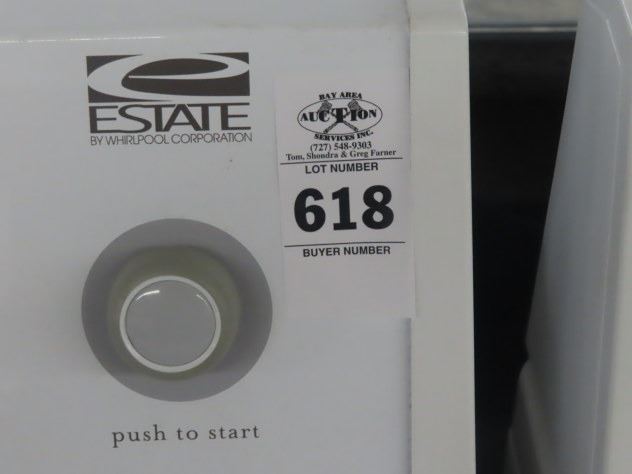 ESTATE
BY WHIRLPOOL CORPORATION
BAY AREA
AUCTION
SERVICES INC.
(727) 548-9303
Tom, Shondra & Greg Farner
LOT NUMBER
618
BUYER NUMBER
push to start